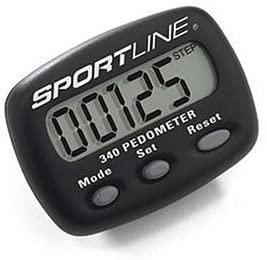 SPORTLINE
STEP
00125
340 PEDOMETER
Mode Set Reset